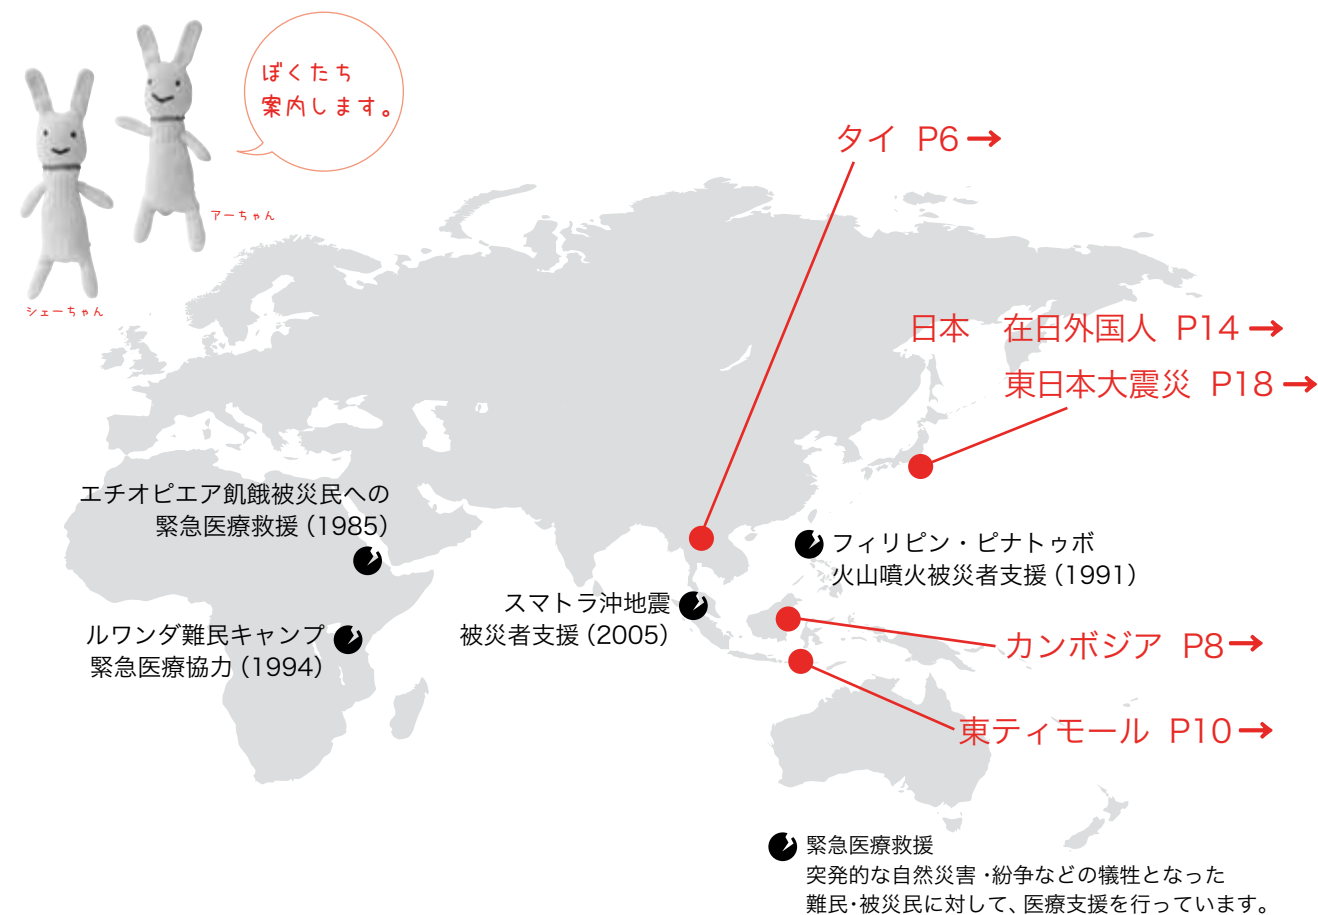 ぼくたち
案内します。
アーちゃん
シェーちゃん
タイ P6→
日本 在日外国人 P14→
東日本大震災 P18→
エチオピエア飢餓被災民への
緊急医療救援(1985)
フィリピン・ピナトゥボ
火山噴火被災者支援(1991)
スマトラ沖地震
被災者支援(2005)
ルワンダ難民キャンプ
緊急医療協力(1994)
カンボジア P8→
東ティモール P10→
緊急医療救援
突発的な自然災害・紛争などの犠牲となった
難民・被災民に対して、医療支援を行っています。